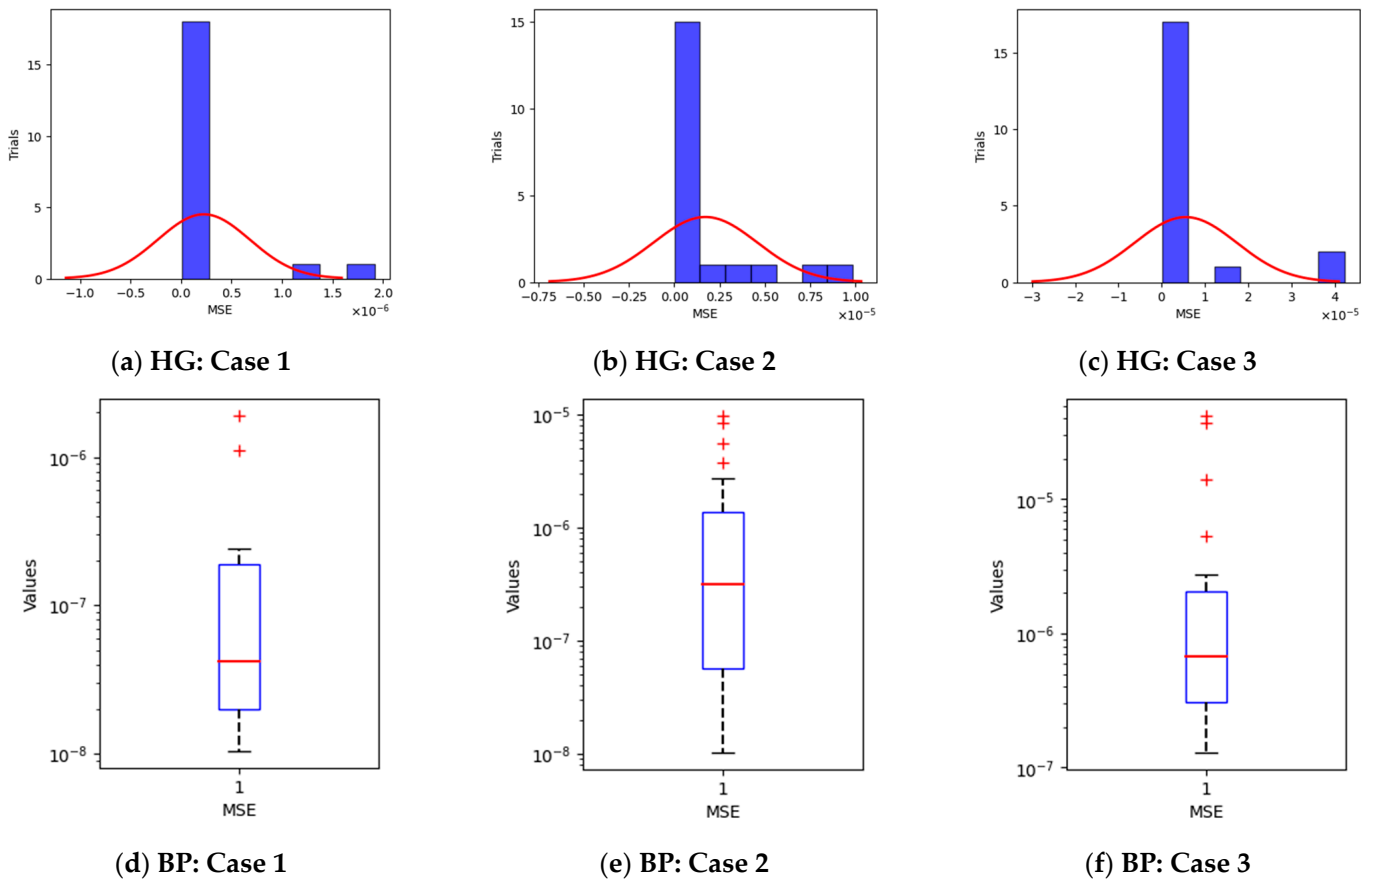 15
10
5
0
Trials
−1.0 −0.5 0.0 0.5 1.0 1.5 2.0
MSE
×10⁻⁶
(a) HG: Case 1
15
10
5
0
Trials
−0.75 −0.50 −0.25 0.00 0.25 0.50 0.75 1.00
MSE
×10⁻⁵
(b) HG: Case 2
15
10
5
0
Trials
−3 −2 −1 0 1 2 3 4
MSE
×10⁻⁵
(c) HG: Case 3
10⁻⁶
10⁻⁷
10⁻⁸
Values
1
MSE
(d) BP: Case 1
10⁻⁵
10⁻⁶
10⁻⁷
10⁻⁸
Values
1
MSE
(e) BP: Case 2
10⁻⁵
10⁻⁶
10⁻⁷
Values
1
MSE
(f) BP: Case 3